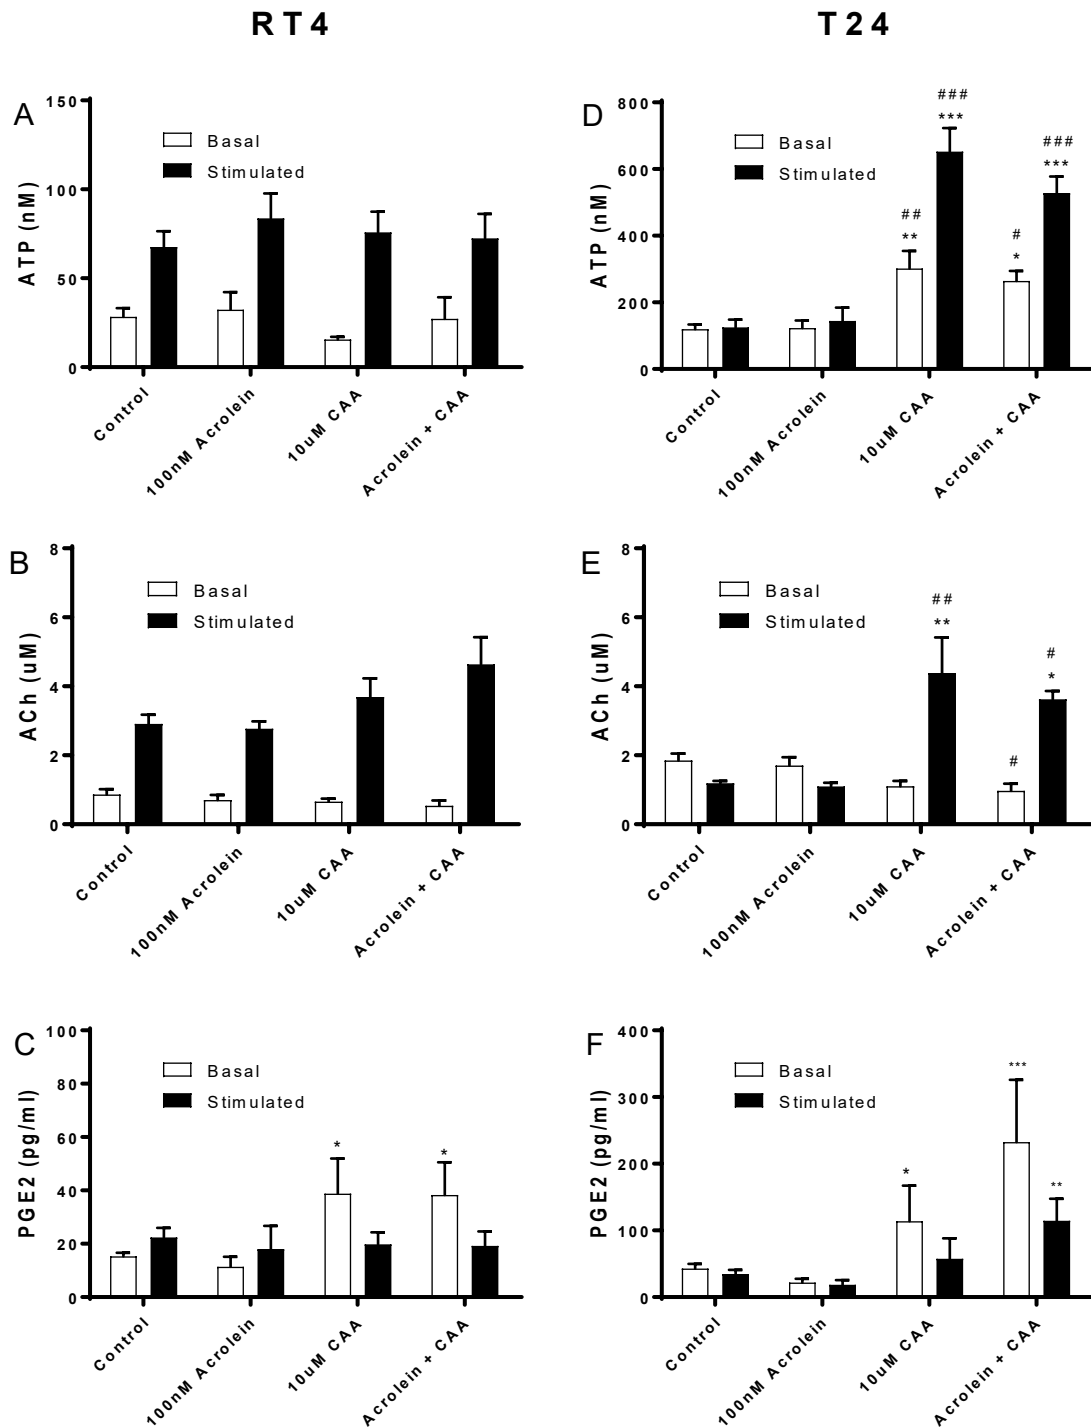 RT4
T24
A
150
100
50
0
ATP (nM)
Basal
Stimulated
Control
100nM Acrolein
10uM CAA
Acrolein + CAA
D
800
600
400
200
0
ATP (nM)
Basal
Stimulated
##
**
###
***
#
*
###
***
Control
100nM Acrolein
10uM CAA
Acrolein + CAA
B
8
6
4
2
0
ACh (uM)
Basal
Stimulated
Control
100nM Acrolein
10uM CAA
Acrolein + CAA
E
8
6
4
2
0
ACh (uM)
Basal
Stimulated
##
**
#
#
*
Control
100nM Acrolein
10uM CAA
Acrolein + CAA
C
100
80
60
40
20
0
PGE2 (pg/ml)
Basal
Stimulated
*
*
Control
100nM Acrolein
10uM CAA
Acrolein + CAA
F
400
300
200
100
0
PGE2 (pg/ml)
Basal
Stimulated
*
***
**
Control
100nM Acrolein
10uM CAA
Acrolein + CAA